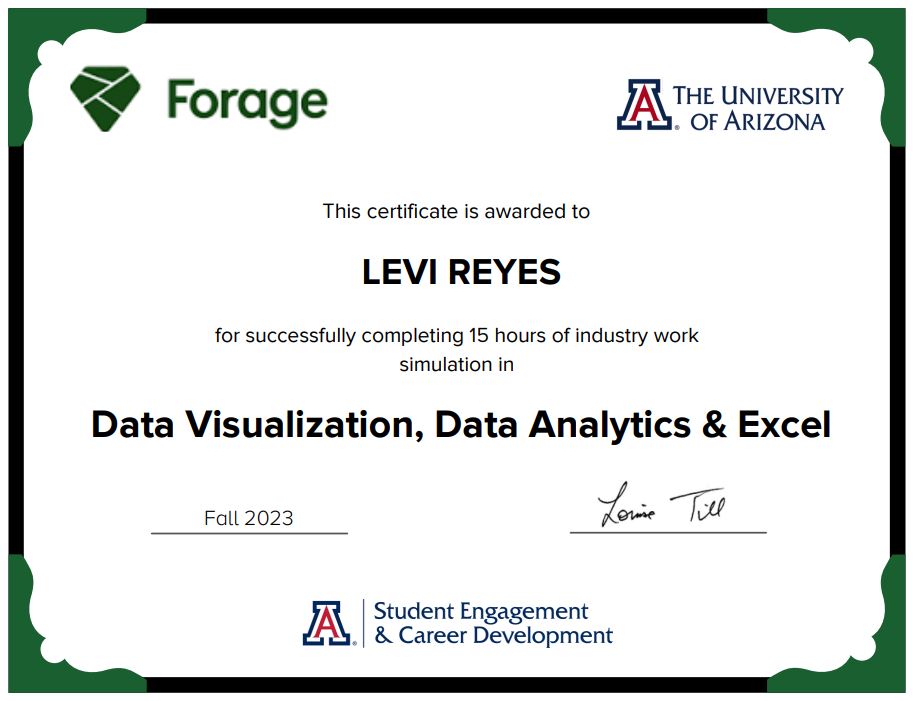 Forage
THE UNIVERSITY
OF ARIZONA
This certificate is awarded to
LEVI REYES
for successfully completing 15 hours of industry work
simulation in
Data Visualization, Data Analytics & Excel
Fall 2023
Louise Till
A
Student Engagement
& Career Development